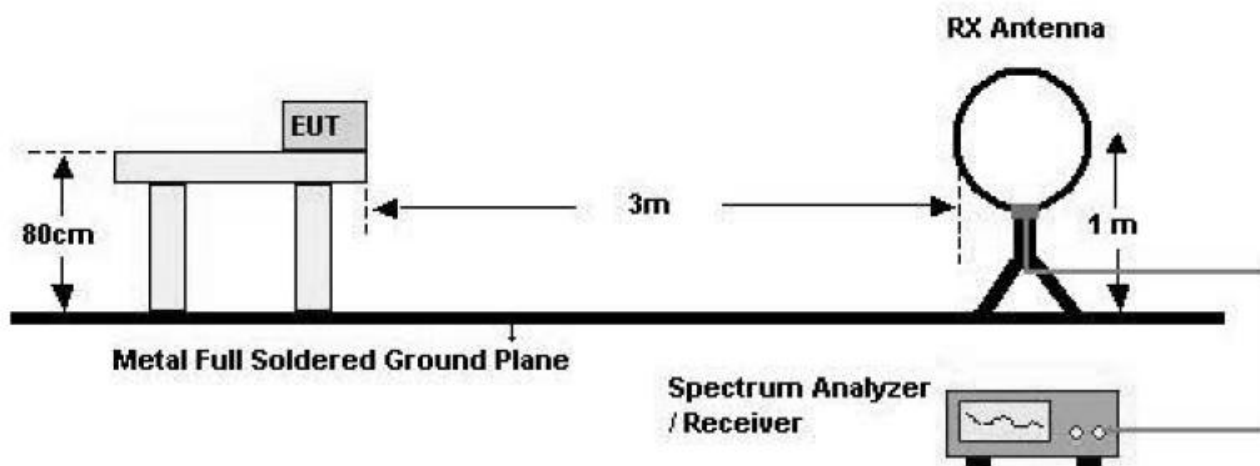 RX Antenna
EUT
3m
80cm
1 m
Metal Full Soldered Ground Plane
Spectrum Analyzer
/ Receiver